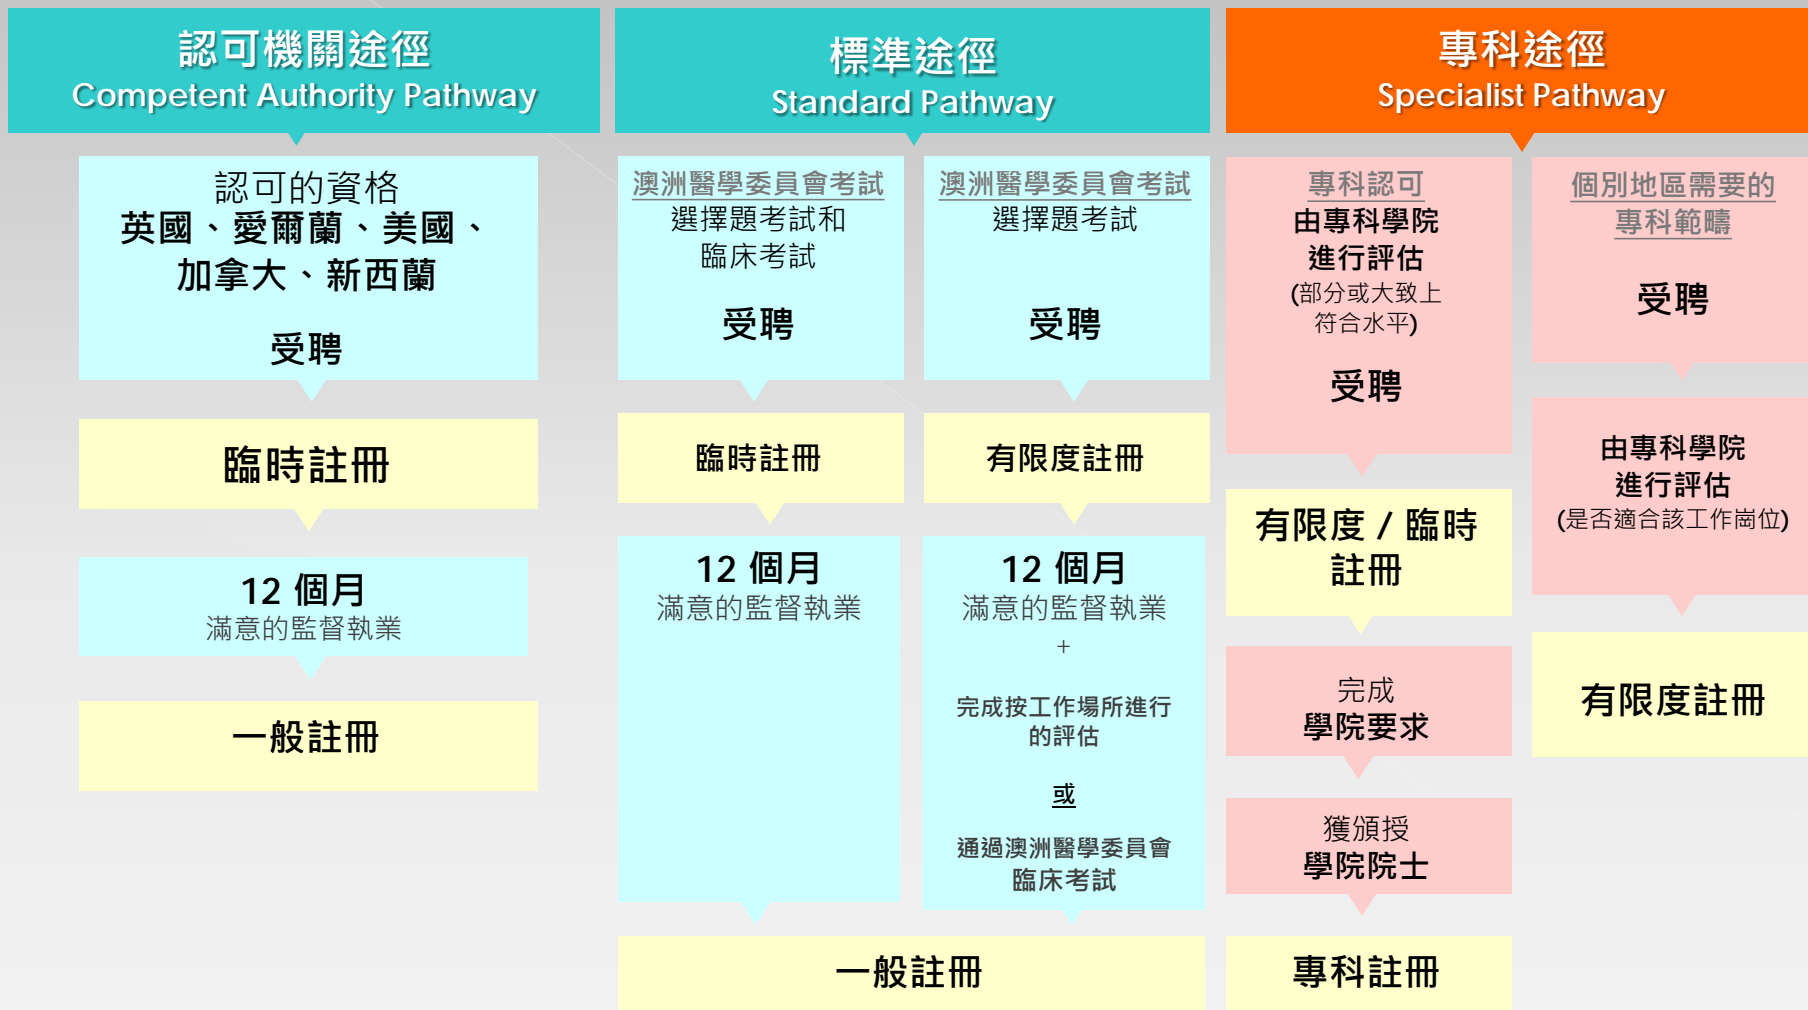 認可機關途徑
Competent Authority Pathway
認可的資格
英國、愛爾蘭、美國、
加拿大、新西蘭
受聘
臨時註冊
12 個月
滿意的監督執業
一般註冊
標準途徑
Standard Pathway
澳洲醫學委員會考試
選擇題考試和
臨床考試
受聘
臨時註冊
12 個月
滿意的監督執業
澳洲醫學委員會考試
選擇題考試
受聘
有限度註冊
12 個月
滿意的監督執業
+
完成按工作場所進行
的評估
或
通過澳洲醫學委員會
臨床考試
一般註冊
專科途徑
Specialist Pathway
專科認可
由專科學院
進行評估
(部分或大致上
符合水平)
受聘
有限度 / 臨時
註冊
完成
學院要求
獲頒授
學院院士
專科註冊
個別地區需要的
專科範疇
受聘
由專科學院
進行評估
(是否適合該工作崗位)
有限度註冊